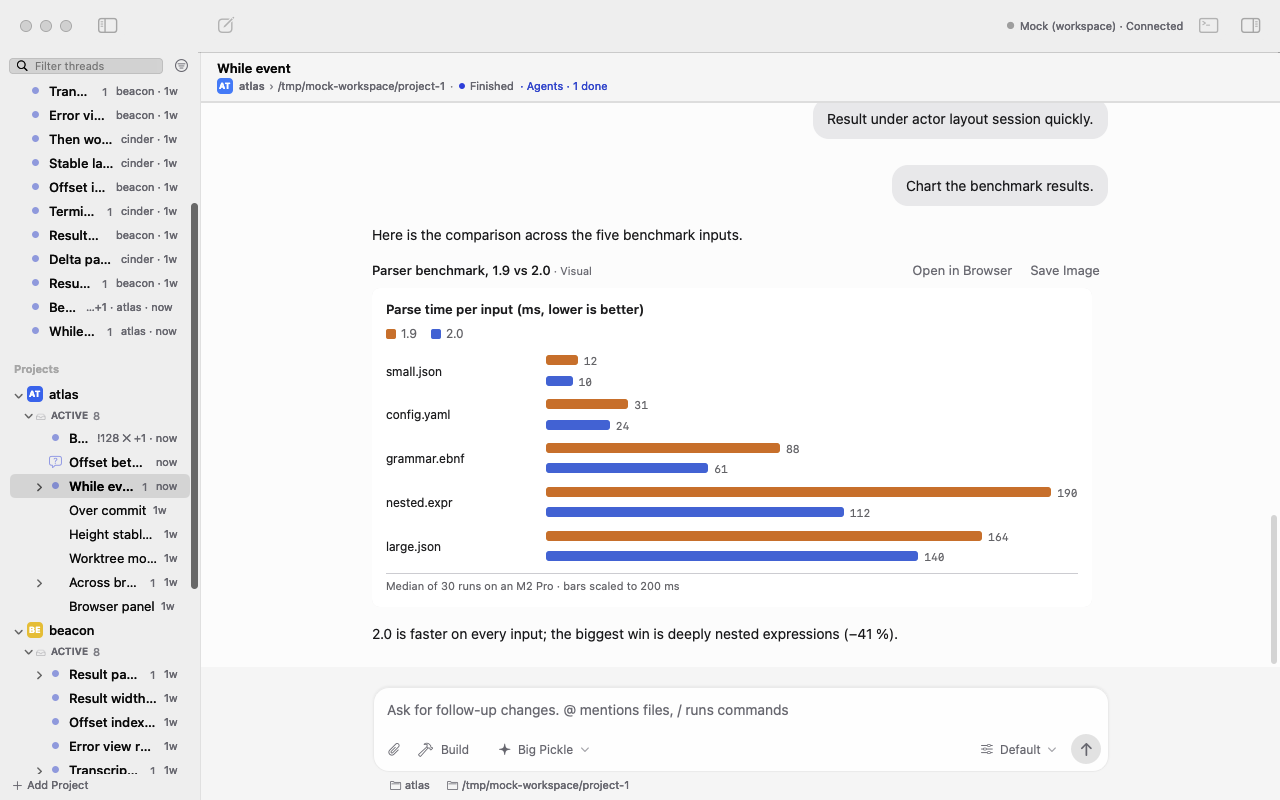 Mock (workspace) · Connected
Filter threads
Tran... 1 beacon · 1w
Error vi... beacon · 1w
Then wo... cinder · 1w
Stable la... cinder · 1w
Offset i... beacon · 1w
Termi... 1 cinder · 1w
Result... beacon · 1w
Delta pa... cinder · 1w
Resu... 1 beacon · 1w
Be... ...+1 · atlas · now
While... 1 atlas · now
Projects
AT atlas
ACTIVE 8
B... !128 ✕ +1 · now
Offset bet... now
While ev... 1 now
Over commit 1w
Height stabl... 1w
Worktree mo... 1w
Across br... 1 1w
Browser panel 1w
BE beacon
ACTIVE 8
Result pa... 1 1w
Result width... 1w
Offset index... 1w
Error view r... 1w
Transcrip... 1 1w
+ Add Project
While event
AT atlas › /tmp/mock-workspace/project-1 · Finished · Agents · 1 done
Result under actor layout session quickly.
Chart the benchmark results.
Here is the comparison across the five benchmark inputs.
Parser benchmark, 1.9 vs 2.0 · Visual Open in Browser Save Image
Parse time per input (ms, lower is better)
1.9 2.0
small.json 12
10
config.yaml 31
24
grammar.ebnf 88
61
nested.expr 190
112
large.json 164
140
Median of 30 runs on an M2 Pro · bars scaled to 200 ms
2.0 is faster on every input; the biggest win is deeply nested expressions (−41 %).
Ask for follow-up changes. @ mentions files, / runs commands
Build Big Pickle Default
atlas /tmp/mock-workspace/project-1